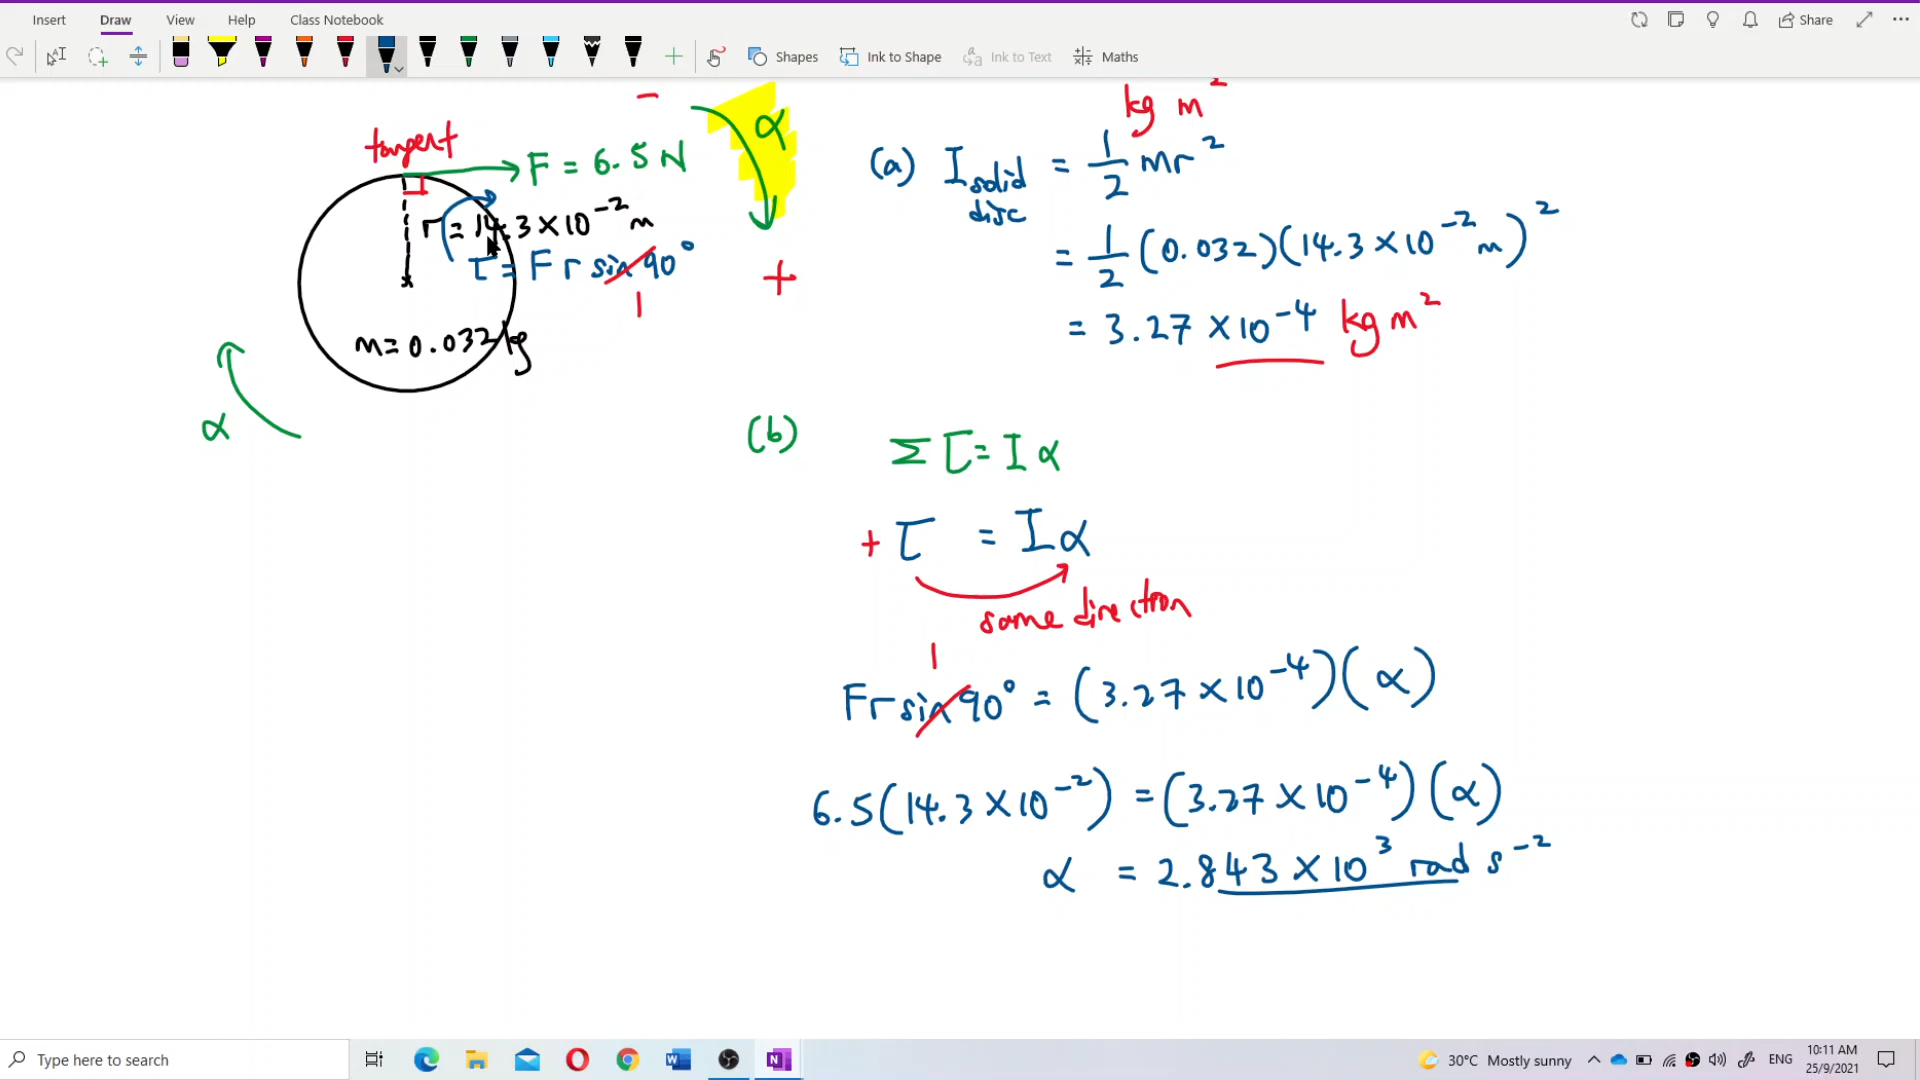 Insert Draw View Help Class Notebook
Share
Shapes Ink to Shape Ink to Text Maths
tangent
F = 6.5 N
r = 14.3 × 10⁻² m
τ = F r sin 90°
1
m = 0.032 kg
α
−
α
+
kg m²
(a) I solid disc = 1/2 mr²
= 1/2 (0.032)(14.3 × 10⁻² m)²
= 3.27 × 10⁻⁴ kg m²
(b) Σ τ = I α
+ τ = I α
same direction
1
F r sin 90° = (3.27 × 10⁻⁴)(α)
6.5(14.3 × 10⁻²) = (3.27 × 10⁻⁴)(α)
α = 2.843 × 10³ rad s⁻²
Type here to search
30°C Mostly sunny
ENG
10:11 AM
25/9/2021